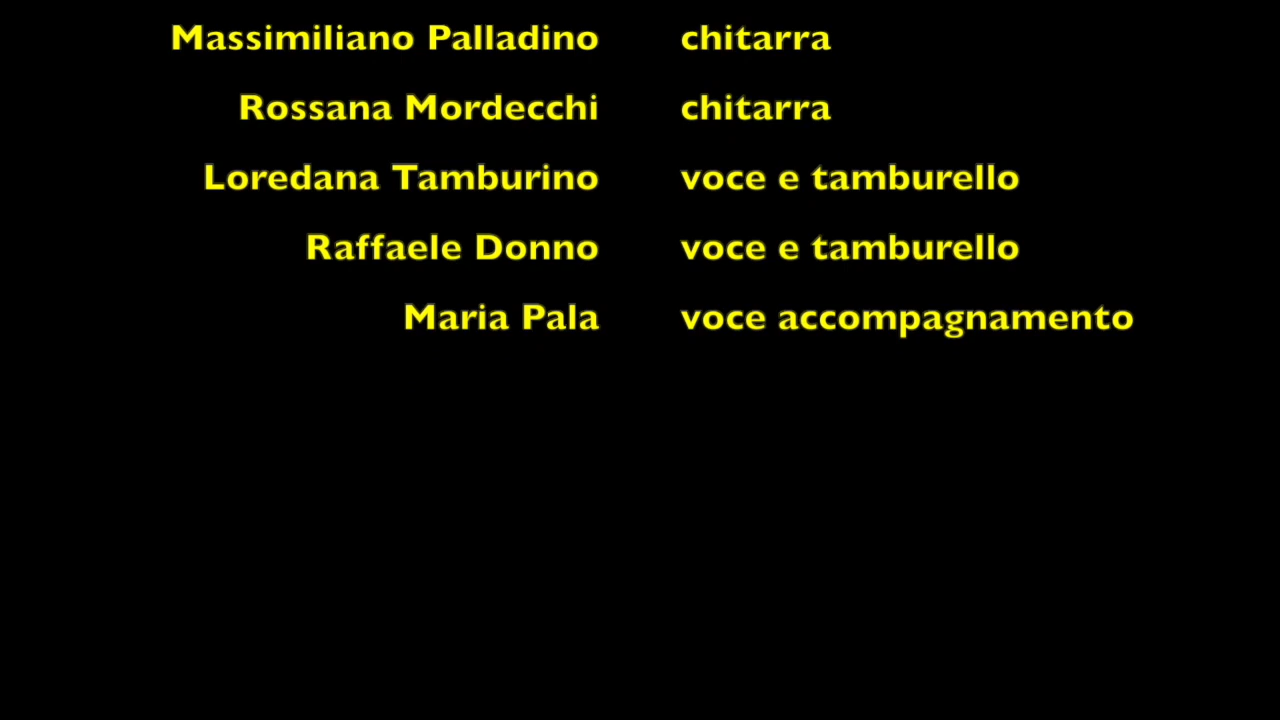 Massimiliano Palladino chitarra
Rossana Mordecchi chitarra
Loredana Tamburino voce e tamburello
Raffaele Donno voce e tamburello
Maria Pala voce accompagnamento